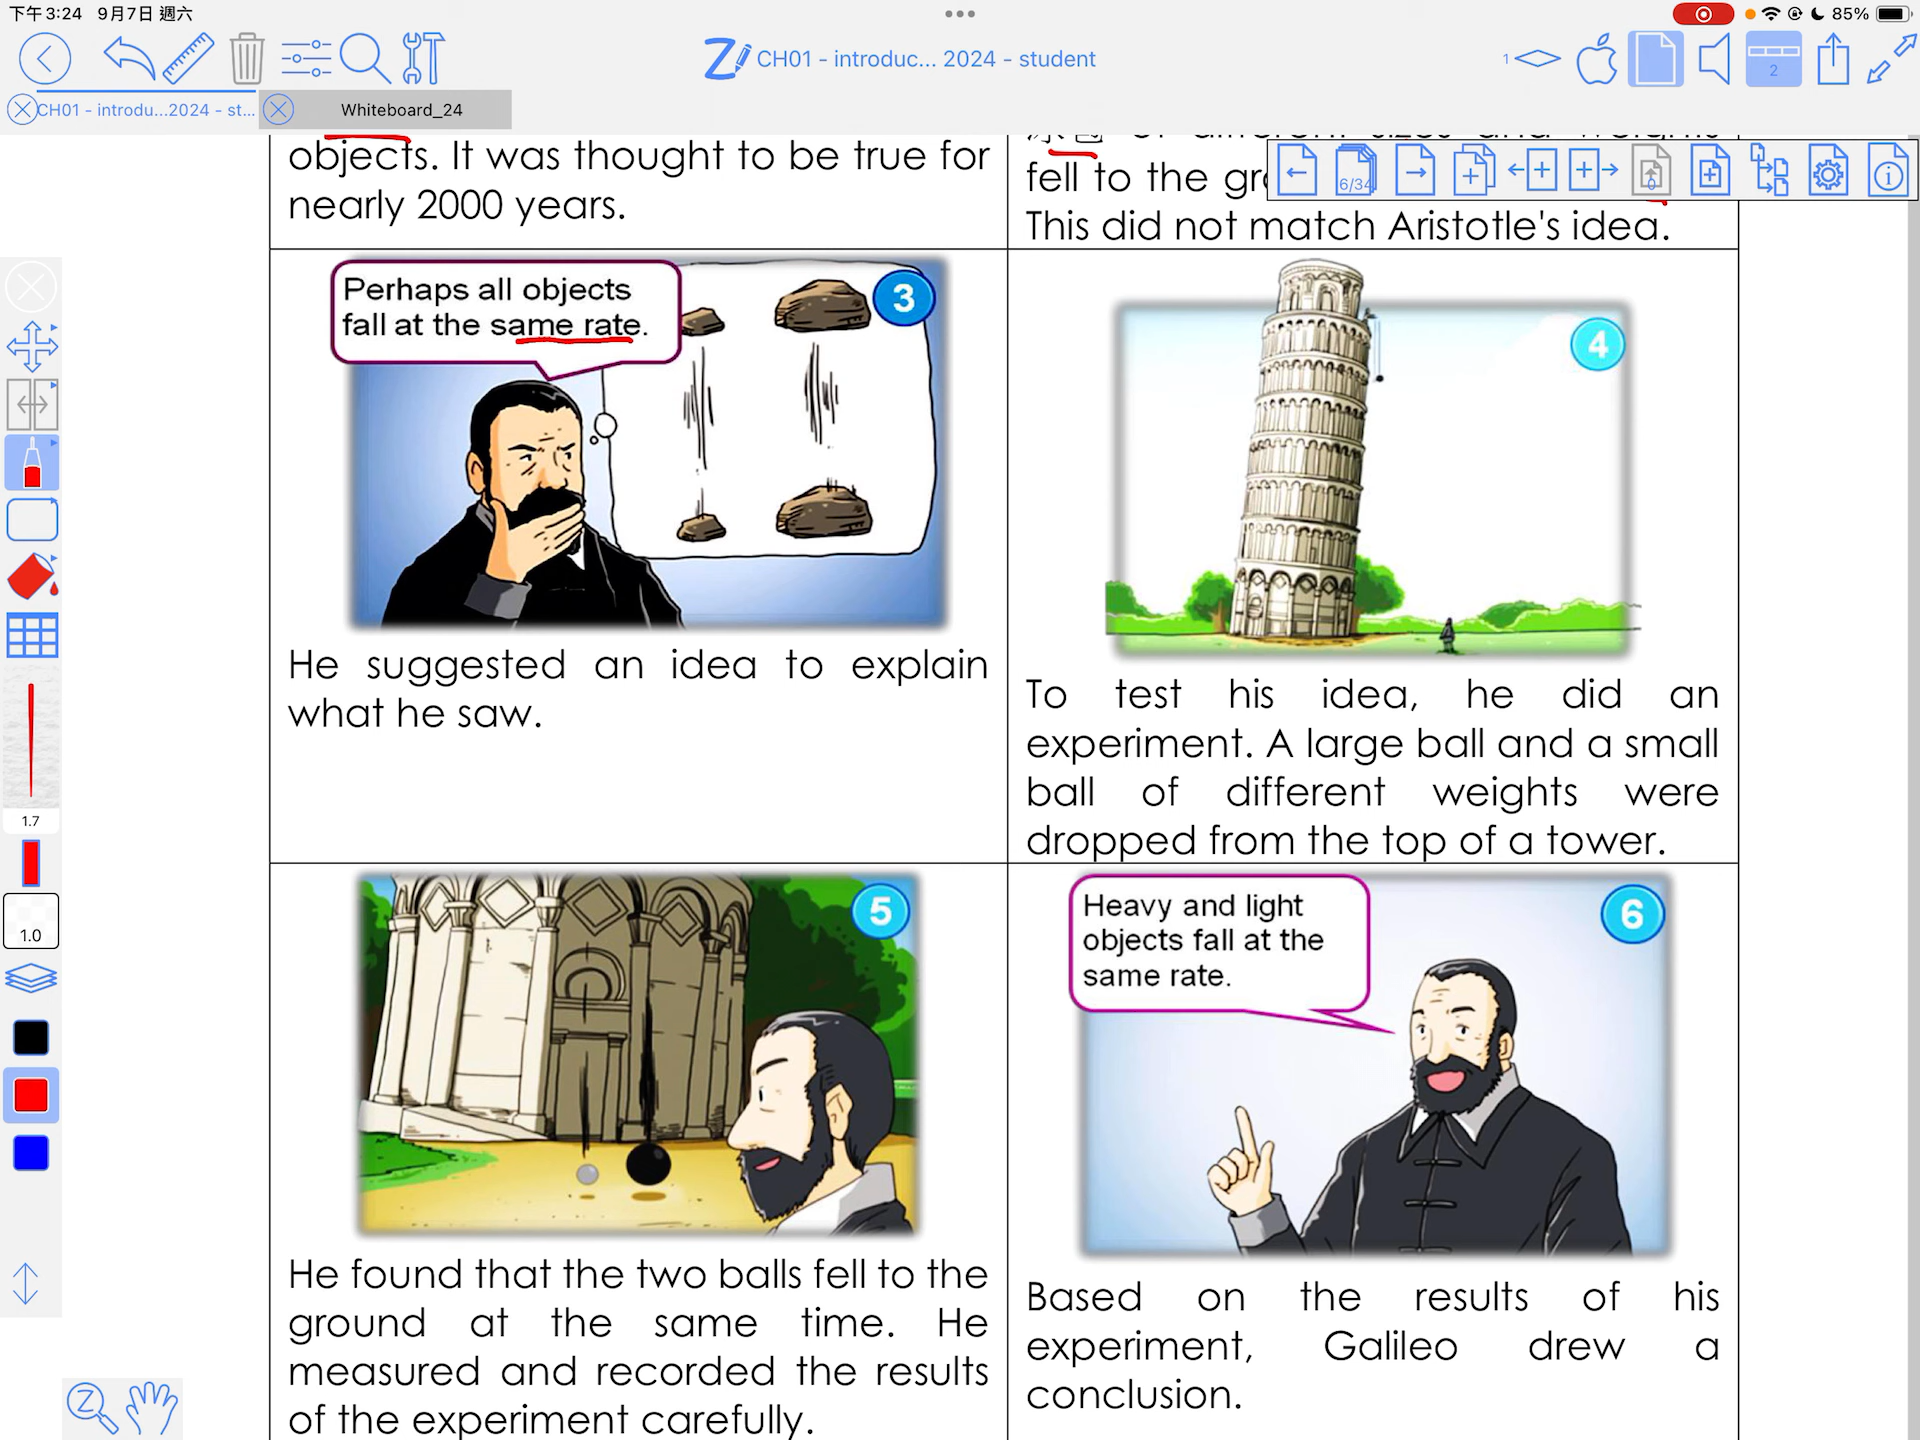 下午3:24 9月7日 週六
85%
CH01 - introduc... 2024 - student
1
2
CH01 - introdu...2024 - st...
Whiteboard_24
6/34
0
objects. It was thought to be true for
nearly 2000 years.
fell to the
This did not match Aristotle's idea.
Perhaps all objects
fall at the same rate.
3
He suggested an idea to explain
what he saw.
4
To test his idea, he did an
experiment. A large ball and a small
ball of different weights were
dropped from the top of a tower.
5
He found that the two balls fell to the
ground at the same time. He
measured and recorded the results
of the experiment carefully.
Heavy and light
objects fall at the
same rate.
6
Based on the results of his
experiment, Galileo drew a
conclusion.
1.7
1.0